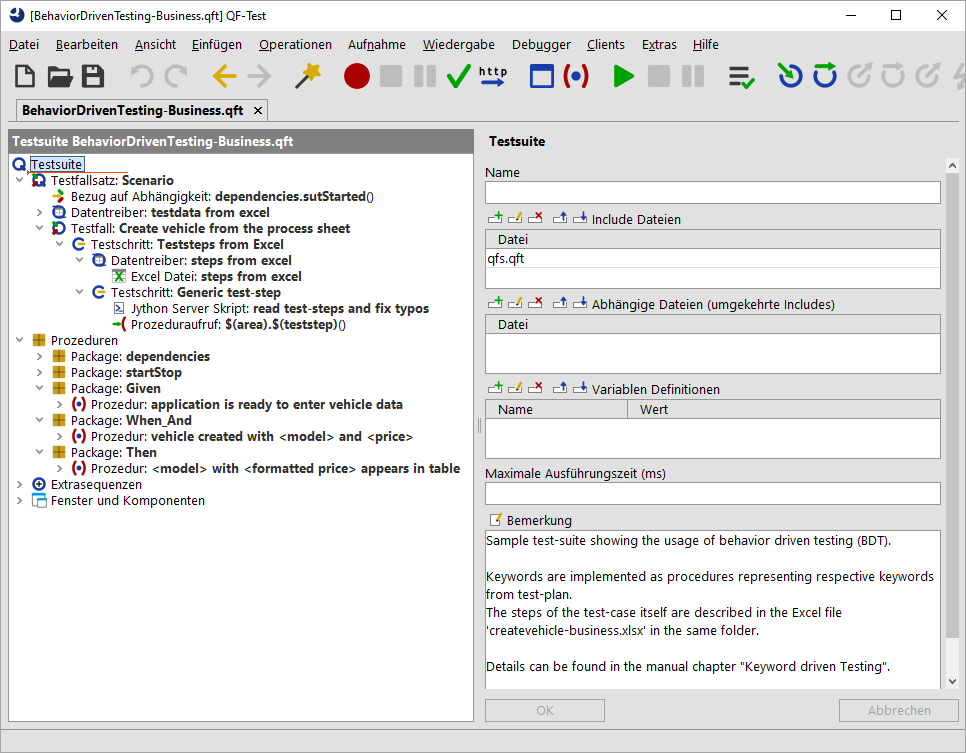 [BehaviorDrivenTesting-Business.qft] QF-Test
Datei Bearbeiten Ansicht Einfügen Operationen Aufnahme Wiedergabe Debugger Clients Extras Hilfe
http
BehaviorDrivenTesting-Business.qft
Testsuite BehaviorDrivenTesting-Business.qft
Testsuite
Testfallsatz: Scenario
Bezug auf Abhängigkeit: dependencies.sutStarted()
Datentreiber: testdata from excel
Testfall: Create vehicle from the process sheet
Testschritt: Teststeps from Excel
Datentreiber: steps from excel
Excel Datei: steps from excel
Testschritt: Generic test-step
Jython Server Skript: read test-steps and fix typos
Prozeduraufruf: $(area).$(teststep)()
Prozeduren
Package: dependencies
Package: startStop
Package: Given
Prozedur: application is ready to enter vehicle data
Package: When_And
Prozedur: vehicle created with <model> and <price>
Package: Then
Prozedur: <model> with <formatted price> appears in table
Extrasequenzen
Fenster und Komponenten
Testsuite
Name
Include Dateien
Datei
qfs.qft
Abhängige Dateien (umgekehrte Includes)
Datei
Variablen Definitionen
Name Wert
Maximale Ausführungszeit (ms)
Bemerkung
Sample test-suite showing the usage of behavior driven testing (BDT).
Keywords are implemented as procedures representing respective keywords
from test-plan.
The steps of the test-case itself are described in the Excel file
'createvehicle-business.xlsx' in the same folder.
Details can be found in the manual chapter "Keyword driven Testing".
OK Abbrechen